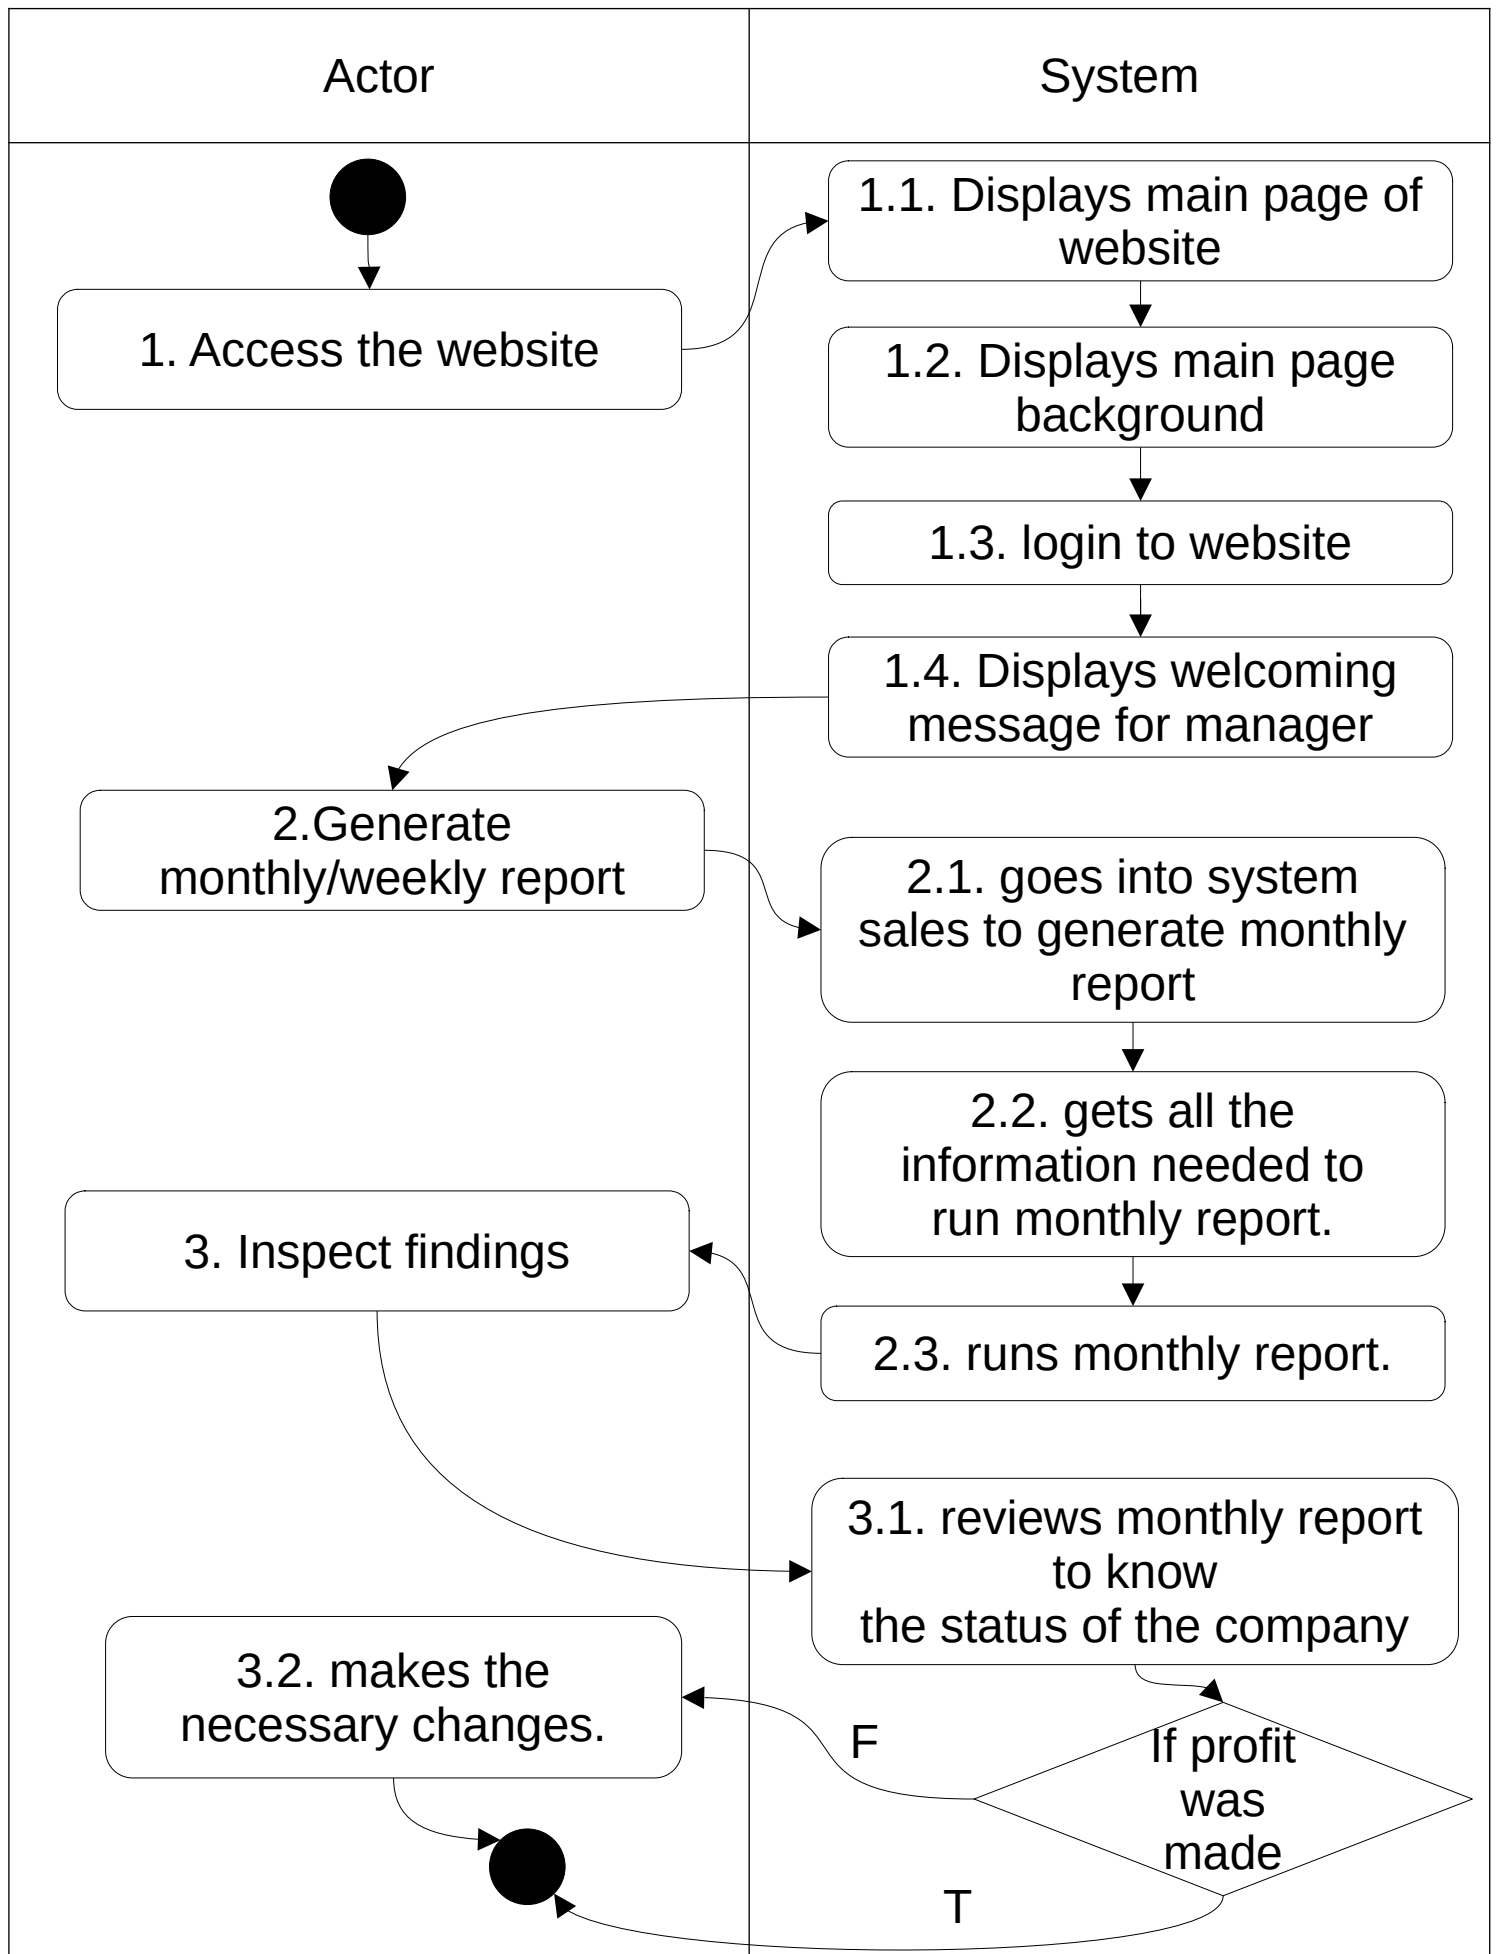 Actor
System
1. Access the website
1.1. Displays main page of
website
1.2. Displays main page
background
1.3. login to website
1.4. Displays welcoming
message for manager
2.Generate
monthly/weekly report
2.1. goes into system
sales to generate monthly
report
2.2. gets all the
information needed to
run monthly report.
2.3. runs monthly report.
3. Inspect findings
3.1. reviews monthly report
to know
the status of the company
If profit
was
made
F
3.2. makes the
necessary changes.
T